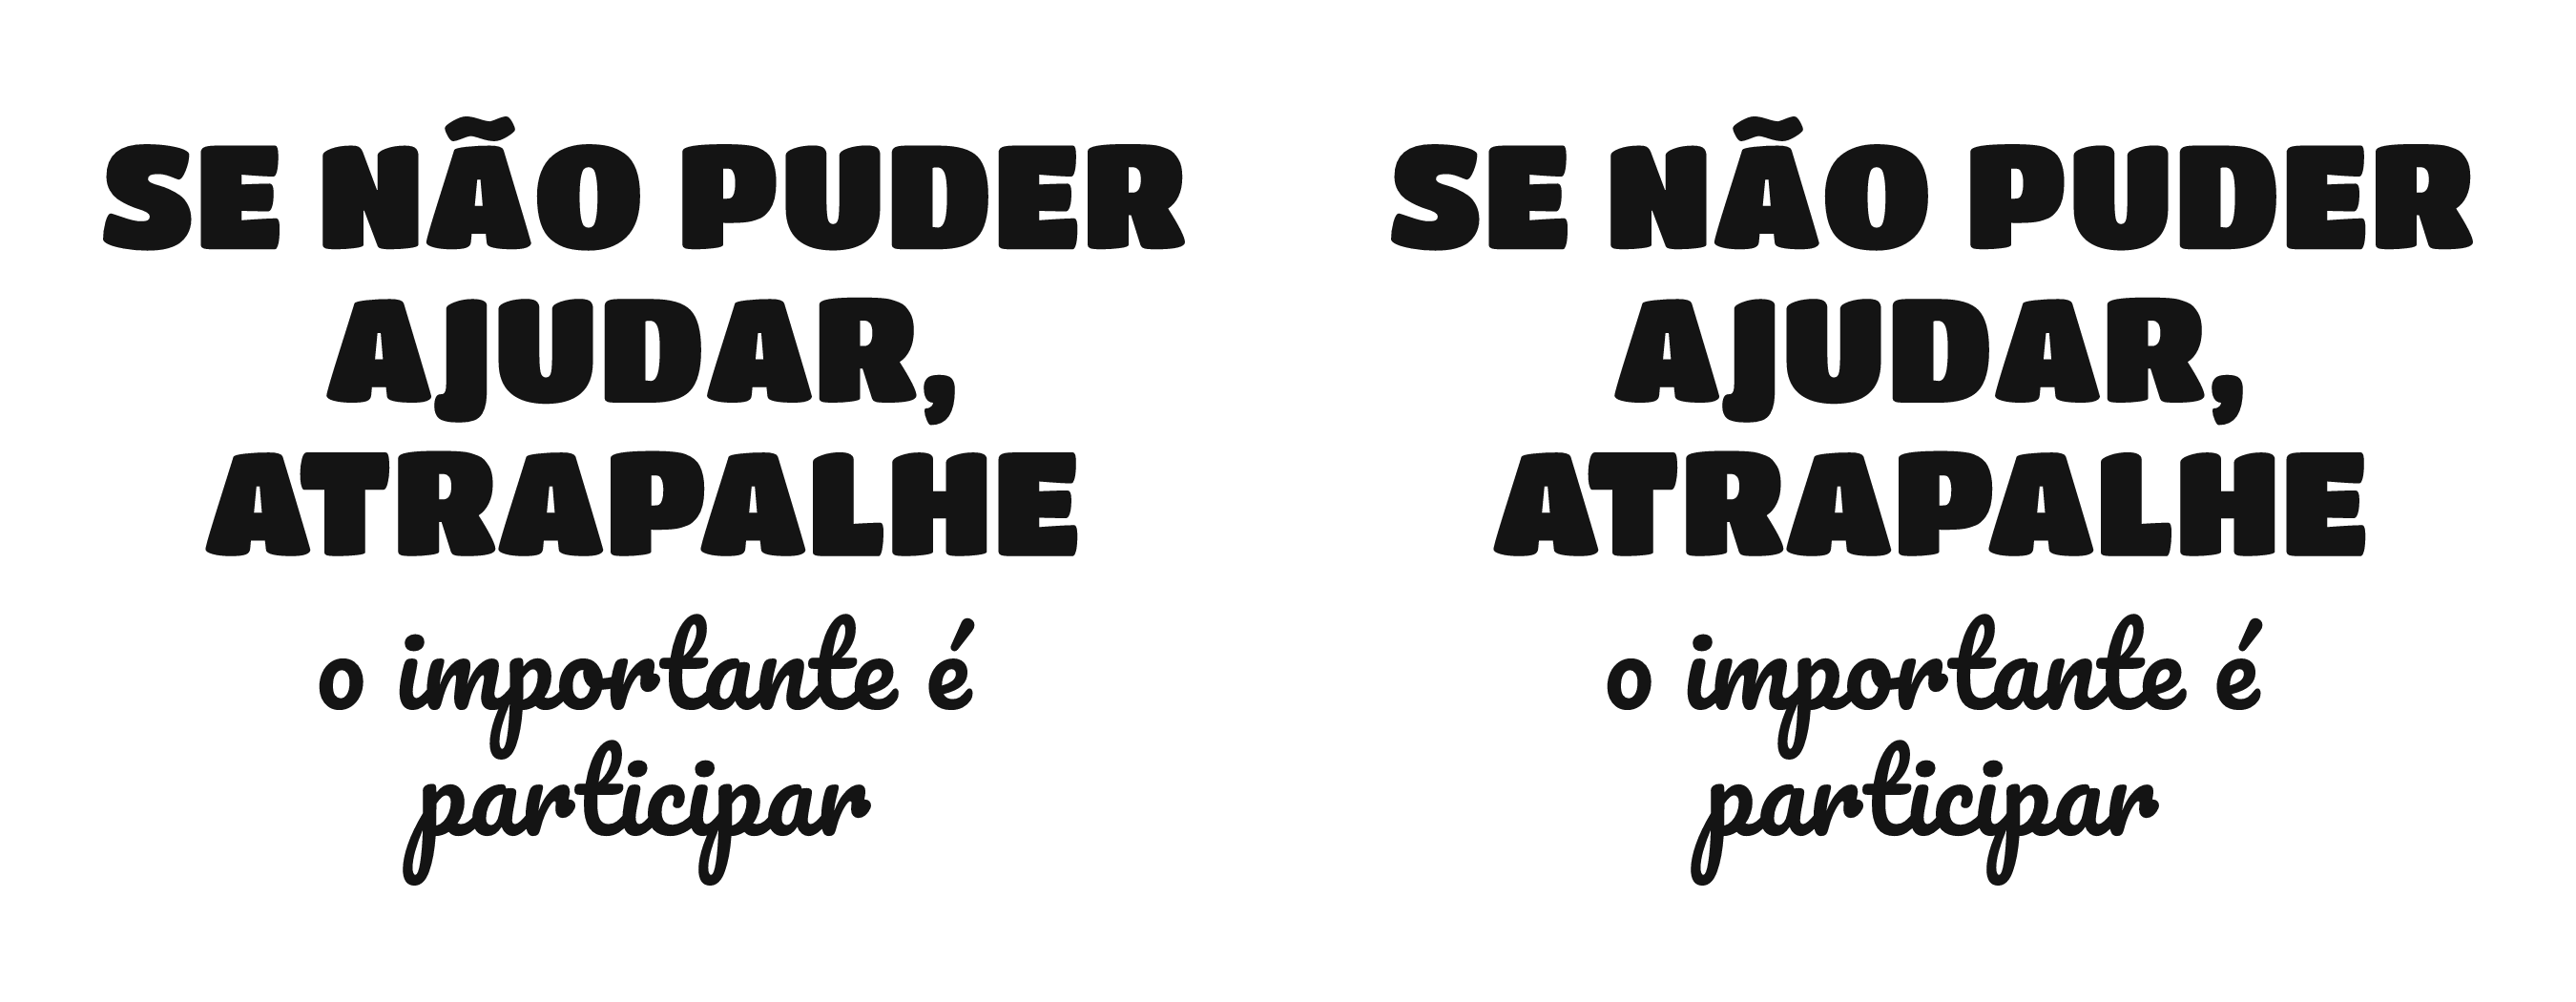 SE NÃO PUDER
AJUDAR,
ATRAPALHE
o importante é
participar
SE NÃO PUDER
AJUDAR,
ATRAPALHE
o importante é
participar